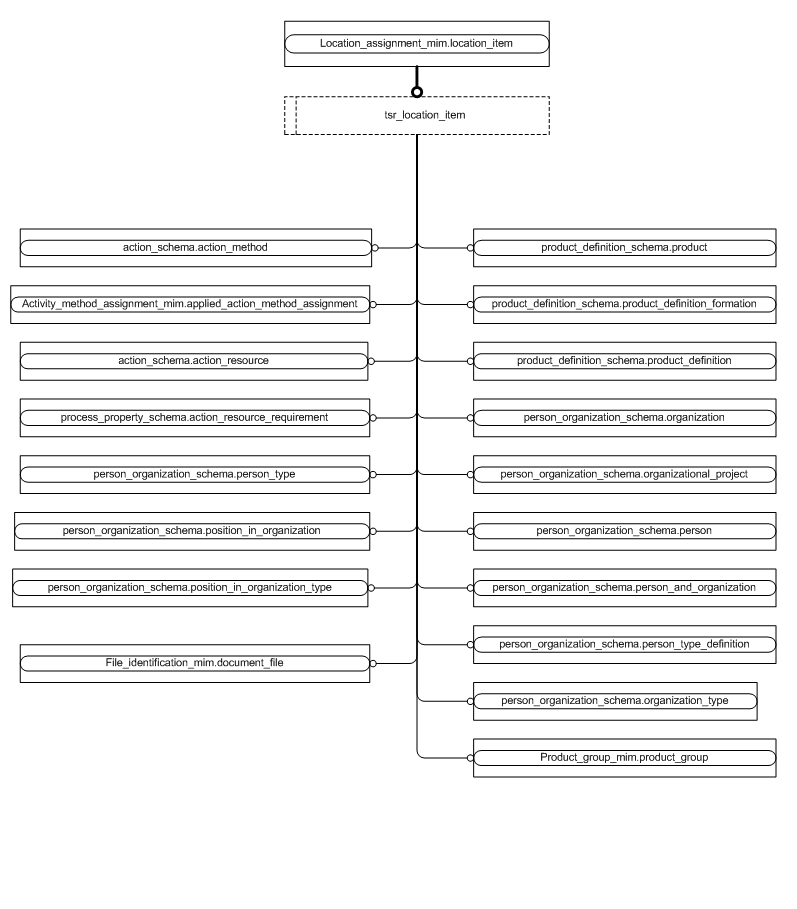 Location_assignment_mim.location_item
tsr_location_item
action_schema.action_method
product_definition_schema.product
Activity_method_assignment_mim.applied_action_method_assignment
product_definition_schema.product_definition_formation
action_schema.action_resource
product_definition_schema.product_definition
process_property_schema.action_resource_requirement
person_organization_schema.organization
person_organization_schema.person_type
person_organization_schema.organizational_project
person_organization_schema.position_in_organization
person_organization_schema.person
person_organization_schema.position_in_organization_type
person_organization_schema.person_and_organization
person_organization_schema.person_type_definition
File_identification_mim.document_file
person_organization_schema.organization_type
Product_group_mim.product_group